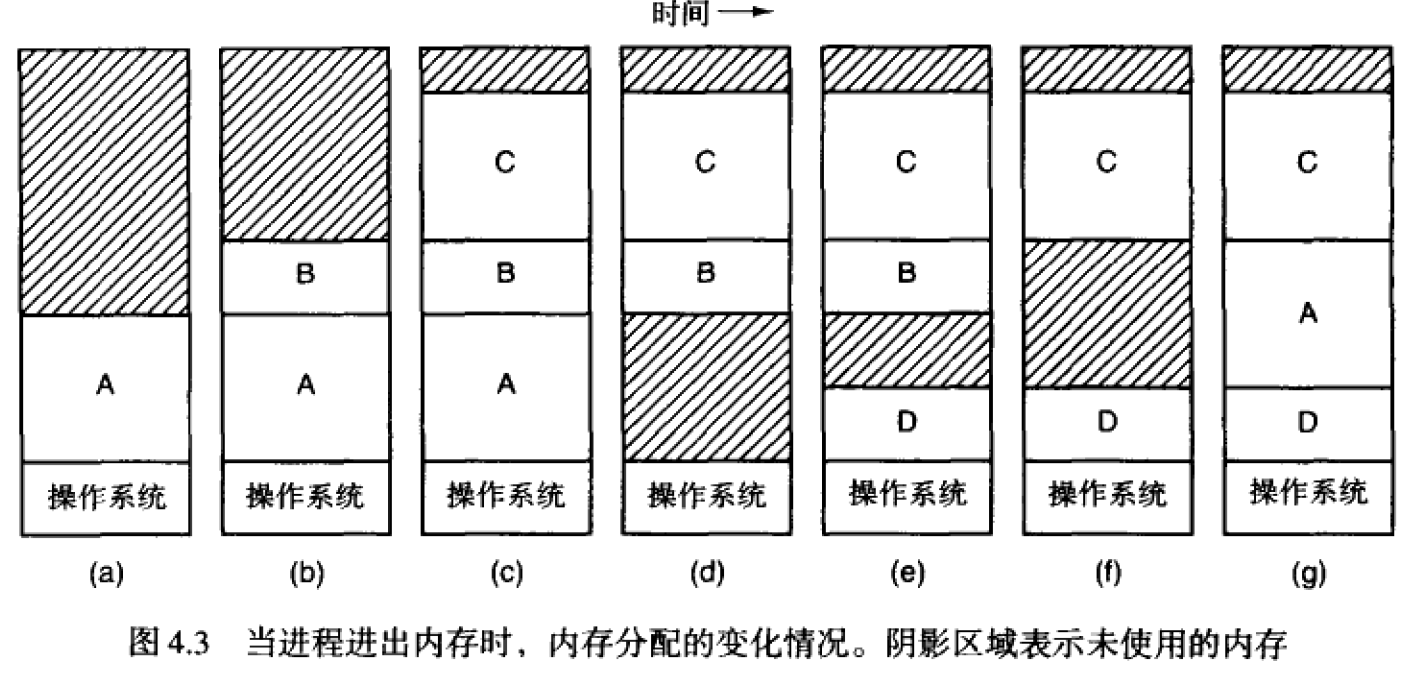 时间
C C C C C
B B B B A
A A A D D D
操作系统 操作系统 操作系统 操作系统 操作系统 操作系统 操作系统
(a) (b) (c) (d) (e) (f) (g)
图 4.3 当进程进出内存时，内存分配的变化情况。阴影区域表示未使用的内存